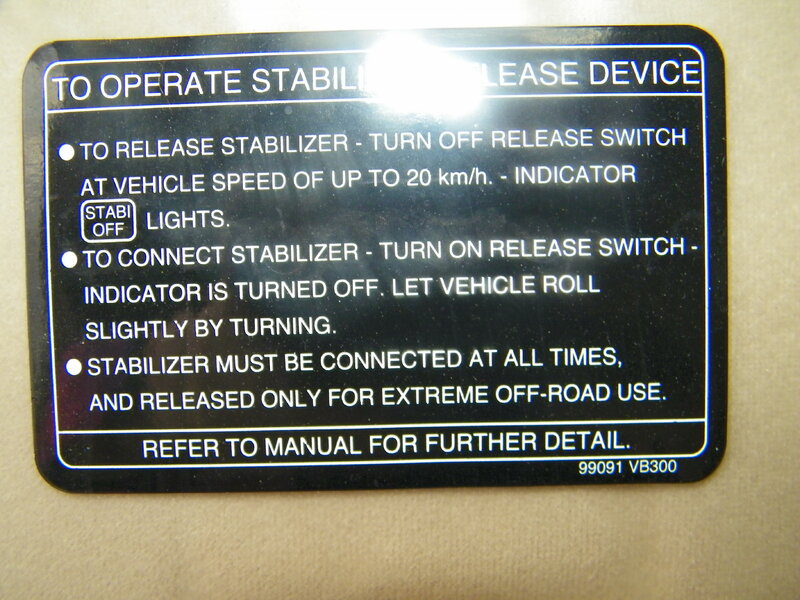 TO OPERATE STABIL LEASE DEVICE
● TO RELEASE STABILIZER - TURN OFF RELEASE SWITCH
AT VEHICLE SPEED OF UP TO 20 km/h. - INDICATOR
STABI
OFF LIGHTS.
● TO CONNECT STABILIZER - TURN ON RELEASE SWITCH -
INDICATOR IS TURNED OFF. LET VEHICLE ROLL
SLIGHTLY BY TURNING.
● STABILIZER MUST BE CONNECTED AT ALL TIMES,
AND RELEASED ONLY FOR EXTREME OFF-ROAD USE.
REFER TO MANUAL FOR FURTHER DETAIL.
99091 VB300